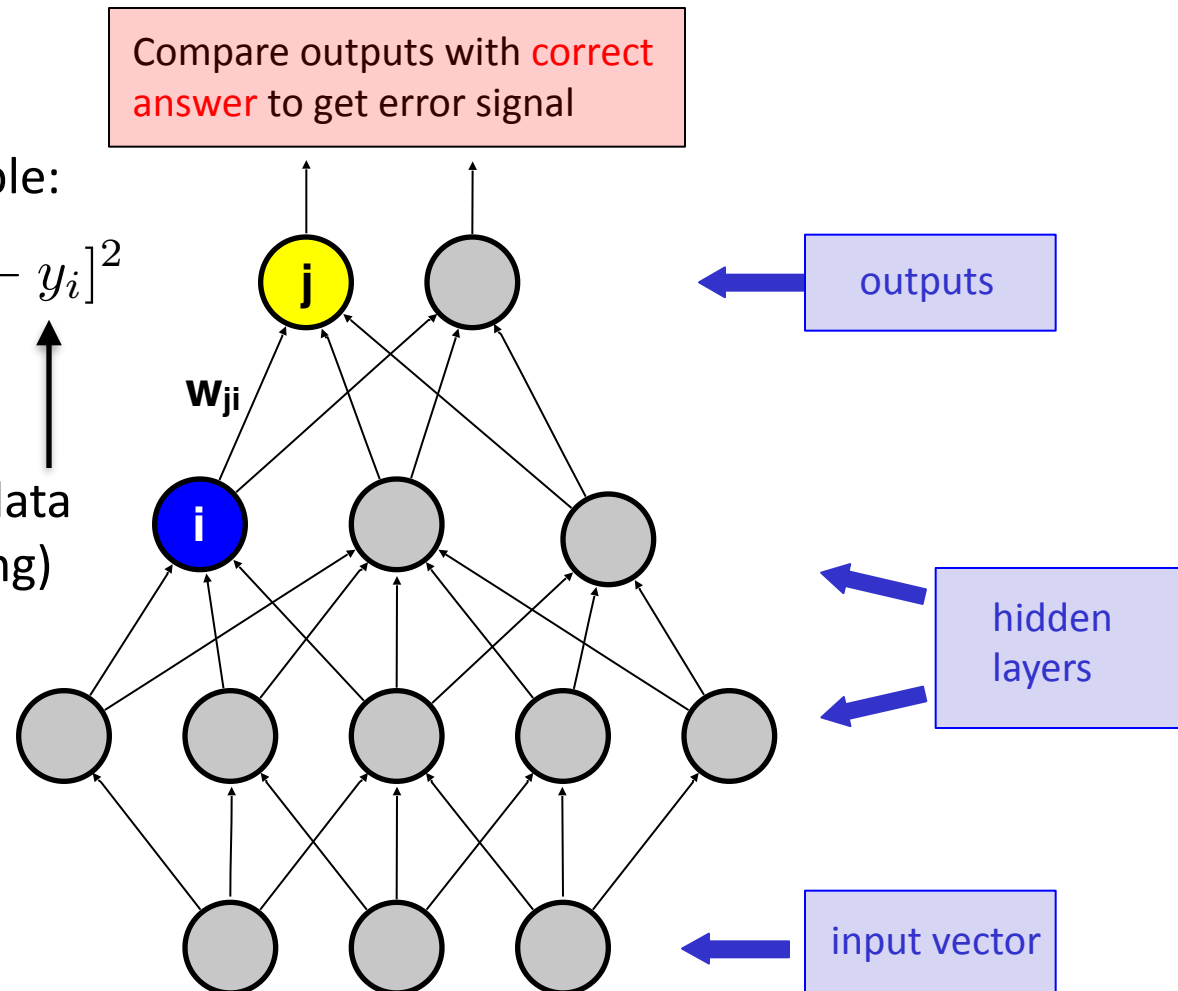 Compare outputs with correct
answer to get error signal
ple:
− y_i]^2
j
outputs
w_ji
data
i
ng)
hidden
layers
input vector